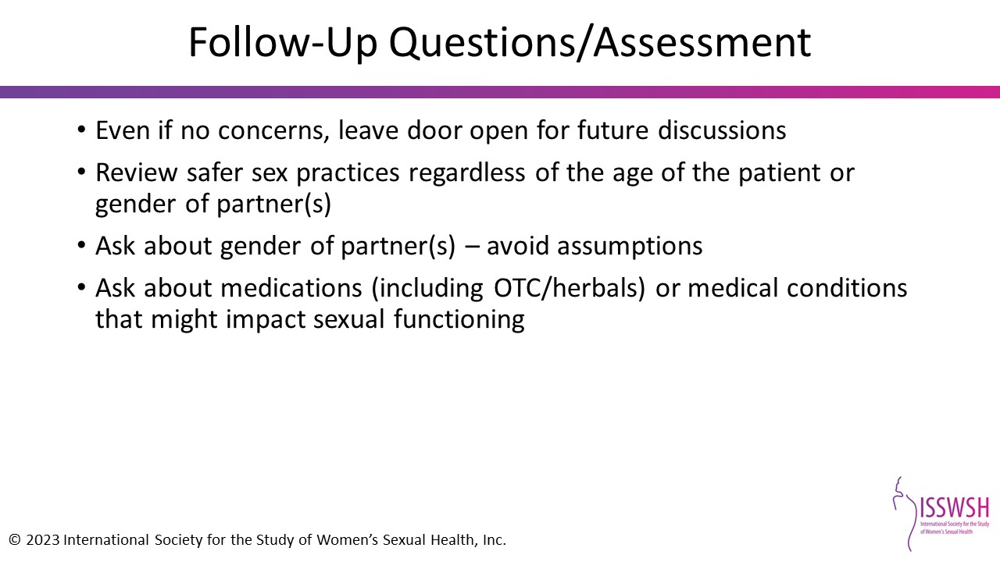 Follow-Up Questions/Assessment
• Even if no concerns, leave door open for future discussions
• Review safer sex practices regardless of the age of the patient or
gender of partner(s)
• Ask about gender of partner(s) – avoid assumptions
• Ask about medications (including OTC/herbals) or medical conditions
that might impact sexual functioning
ISSWSH
International Society for the Study
of Women's Sexual Health
© 2023 International Society for the Study of Women’s Sexual Health, Inc.